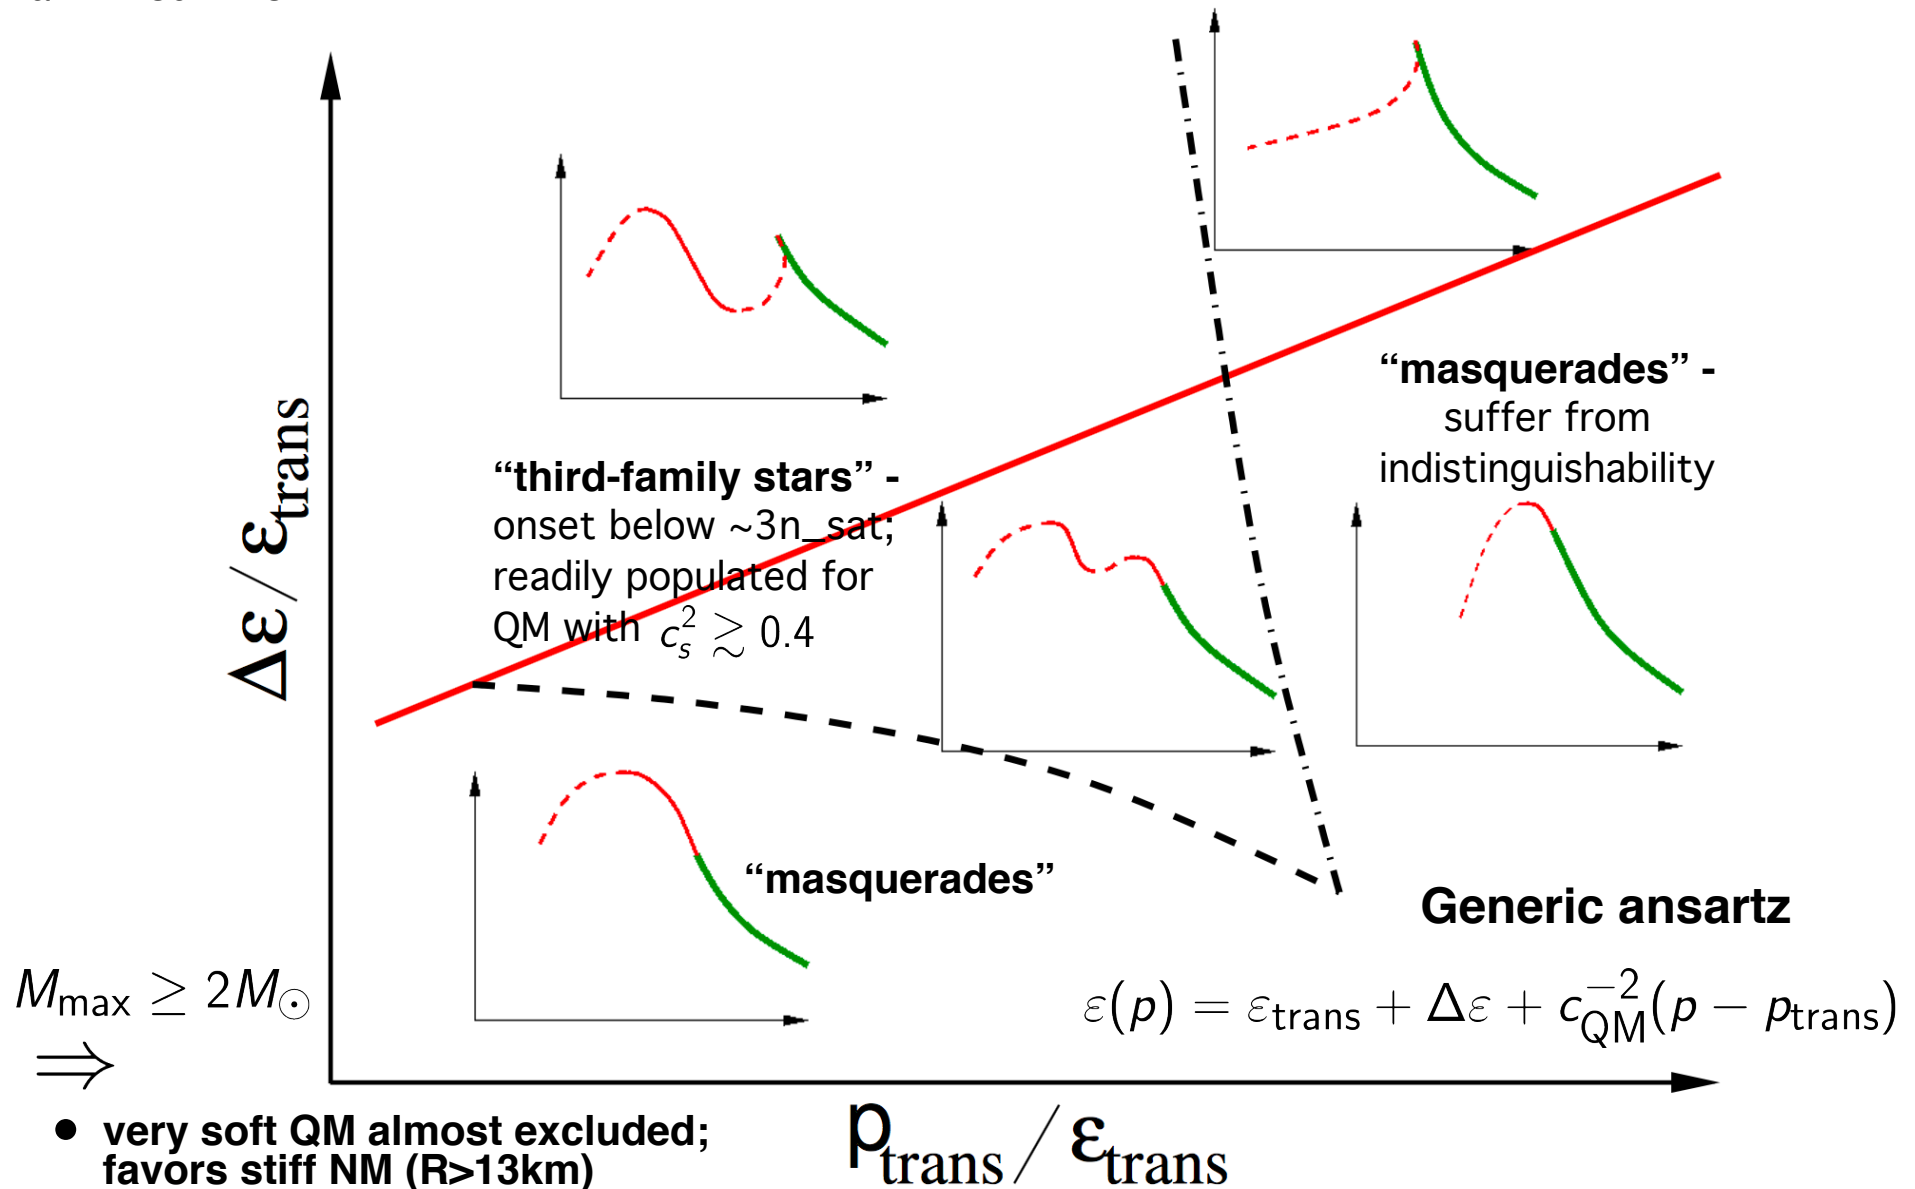 “masquerades” -
suffer from
indistinguishability
Δε/ε_trans
“third-family stars” -
onset below ~3n_sat;
readily populated for
QM with c_s^2 ≳ 0.4
“masquerades”
Generic ansartz
ε(p) = ε_trans + Δε + c_QM^{-2}(p − p_trans)
M_max ≥ 2M_⊙
⇒
• very soft QM almost excluded;
favors stiff NM (R>13km)
p_trans/ε_trans